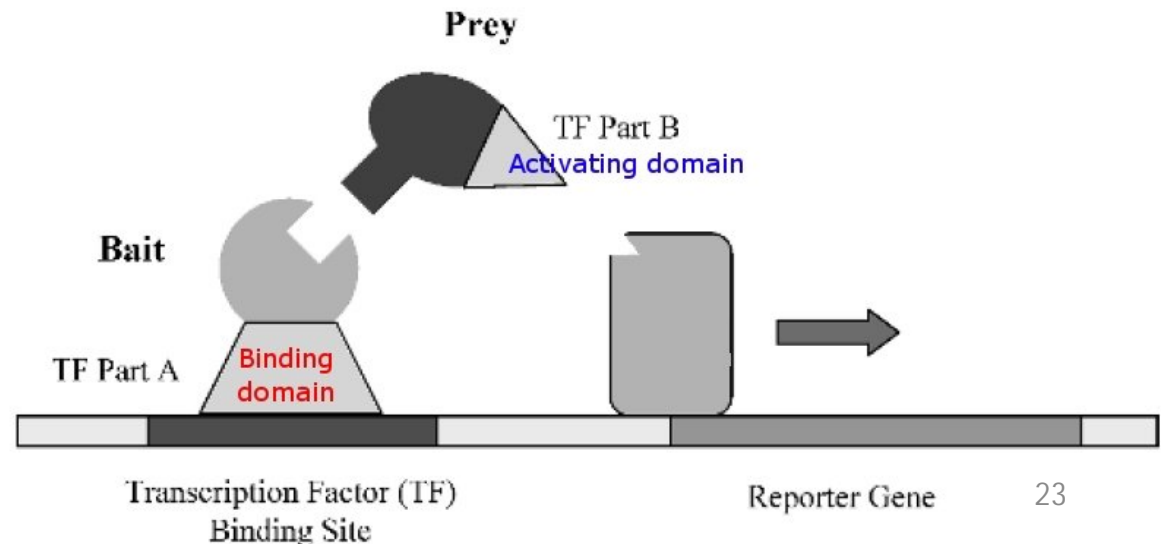 Prey
TF Part B
Activating domain
Bait
TF Part A
Binding
domain
Transcription Factor (TF)
Binding Site
Reporter Gene
23